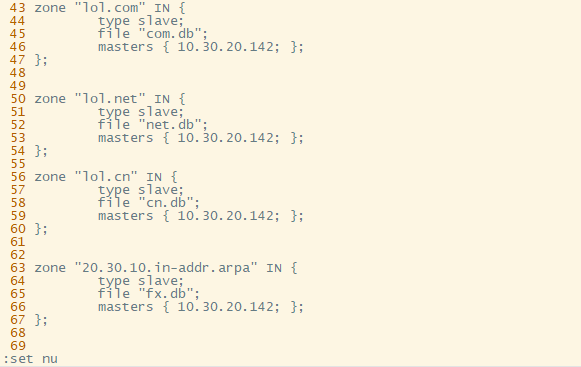 43 zone "lol.com" IN {
44         type slave;
45         file "com.db";
46         masters { 10.30.20.142; };
47 };
48
49
50 zone "lol.net" IN {
51         type slave;
52         file "net.db";
53         masters { 10.30.20.142; };
54 };
55
56 zone "lol.cn" IN {
57         type slave;
58         file "cn.db";
59         masters { 10.30.20.142; };
60 };
61
62
63 zone "20.30.10.in-addr.arpa" IN {
64         type slave;
65         file "fx.db";
66         masters { 10.30.20.142; };
67 };
68
69
:set nu